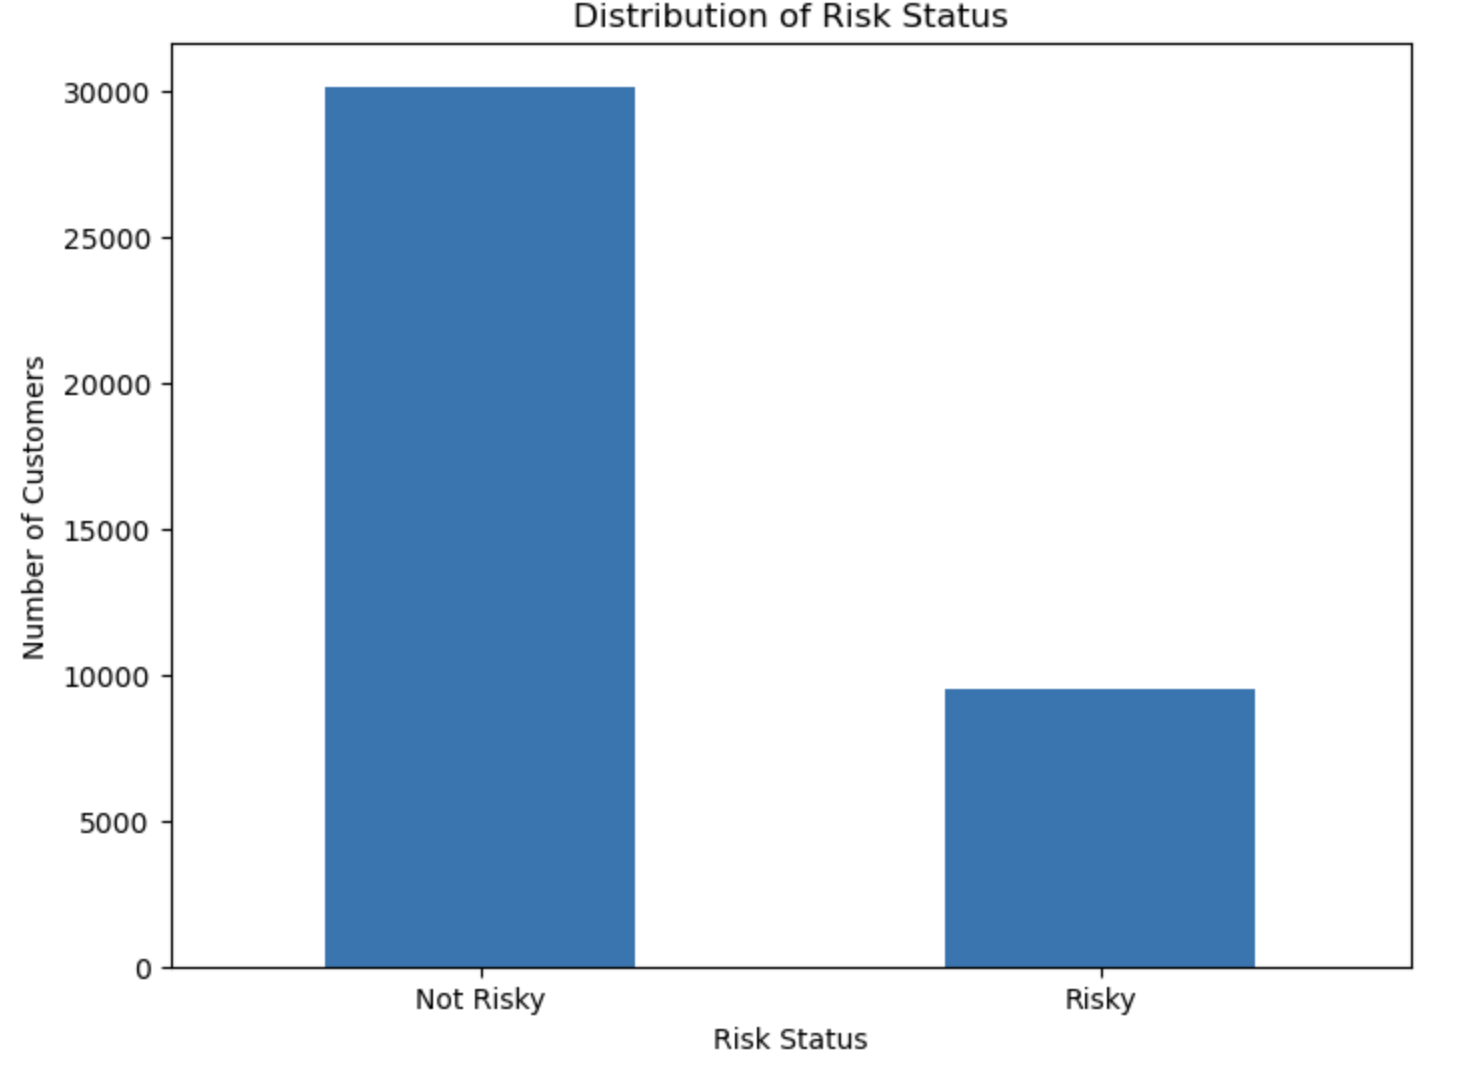 Distribution of Risk Status
30000
25000
20000
15000
10000
5000
0
Number of Customers
Not Risky
Risky
Risk Status